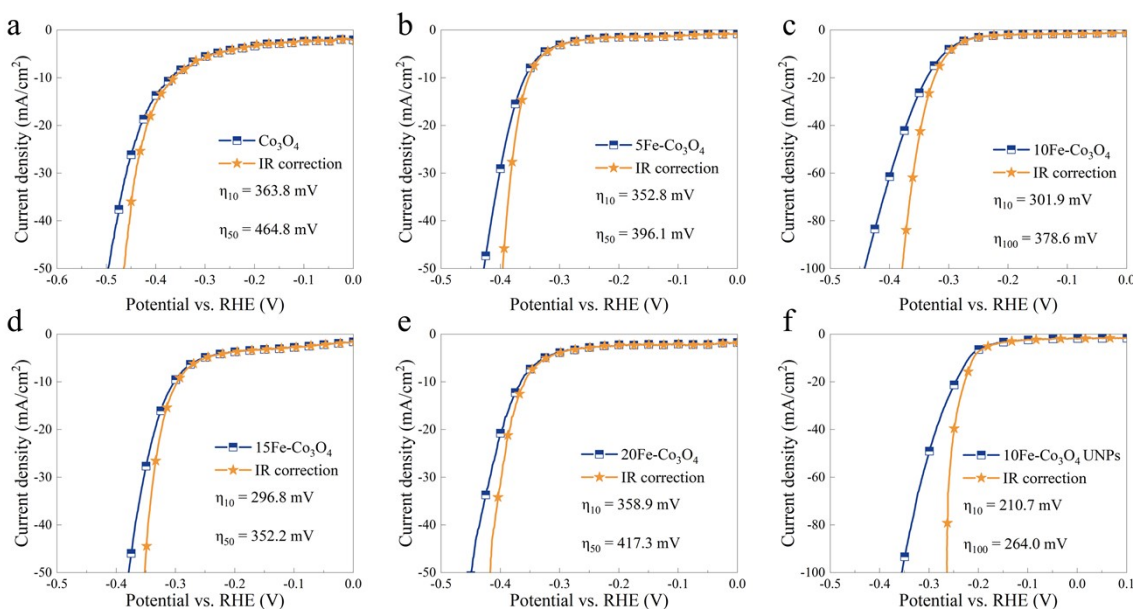 a
0
-10
-20
-30
-40
-50
Current density (mA/cm²)
Co₃O₄
IR correction
η₁₀ = 363.8 mV
η₅₀ = 464.8 mV
-0.6 -0.5 -0.4 -0.3 -0.2 -0.1 0.0
Potential vs. RHE (V)
b
0
-10
-20
-30
-40
-50
Current density (mA/cm²)
5Fe-Co₃O₄
IR correction
η₁₀ = 352.8 mV
η₅₀ = 396.1 mV
-0.5 -0.4 -0.3 -0.2 -0.1 0.0
Potential vs. RHE (V)
c
0
-20
-40
-60
-80
-100
Current density (mA/cm²)
10Fe-Co₃O₄
IR correction
η₁₀ = 301.9 mV
η₁₀₀ = 378.6 mV
-0.5 -0.4 -0.3 -0.2 -0.1 0.0
Potential vs. RHE (V)
d
0
-10
-20
-30
-40
-50
Current density (mA/cm²)
15Fe-Co₃O₄
IR correction
η₁₀ = 296.8 mV
η₅₀ = 352.2 mV
-0.5 -0.4 -0.3 -0.2 -0.1 0.0
Potential vs. RHE (V)
e
0
-10
-20
-30
-40
-50
Current density (mA/cm²)
20Fe-Co₃O₄
IR correction
η₁₀ = 358.9 mV
η₅₀ = 417.3 mV
-0.5 -0.4 -0.3 -0.2 -0.1 0.0
Potential vs. RHE (V)
f
0
-20
-40
-60
-80
-100
Current density (mA/cm²)
10Fe-Co₃O₄ UNPs
IR correction
η₁₀ = 210.7 mV
η₁₀₀ = 264.0 mV
-0.5 -0.4 -0.3 -0.2 -0.1 0.0 0.1
Potential vs. RHE (V)